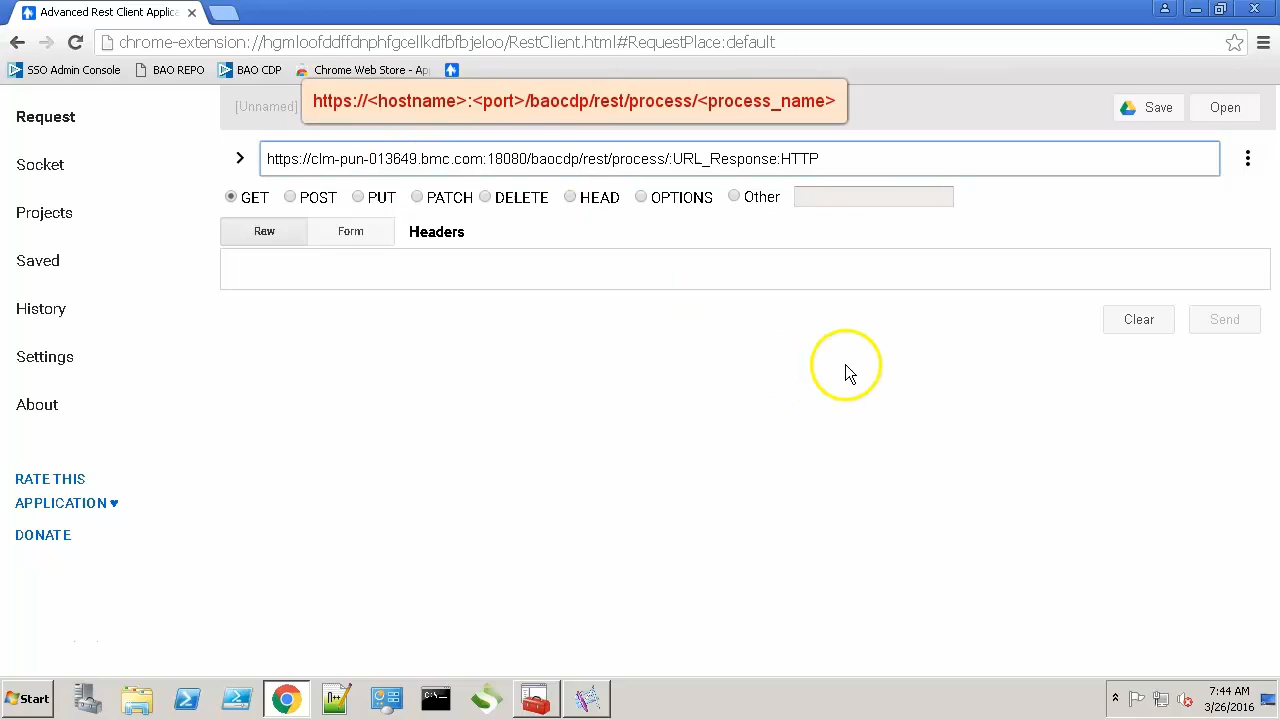 Advanced Rest Client Applica
chrome-extension://hgmloofddffdnphfgcellkdfbfbjeloo/RestClient.html#RequestPlace:default
SSO Admin Console BAO REPO BAO CDP Chrome Web Store - Ap
https://<hostname>:<port>/baocdp/rest/process/<process_name>
[Unnamed] Save Open
Request
https://clm-pun-013649.bmc.com:18080/baocdp/rest/process/:URL_Response:HTTP
Socket
GET POST PUT PATCH DELETE HEAD OPTIONS Other
Projects
Raw Form Headers
Saved
History
Clear Send
Settings
About
RATE THIS
APPLICATION ♥
DONATE
Start
7:44 AM
3/26/2016